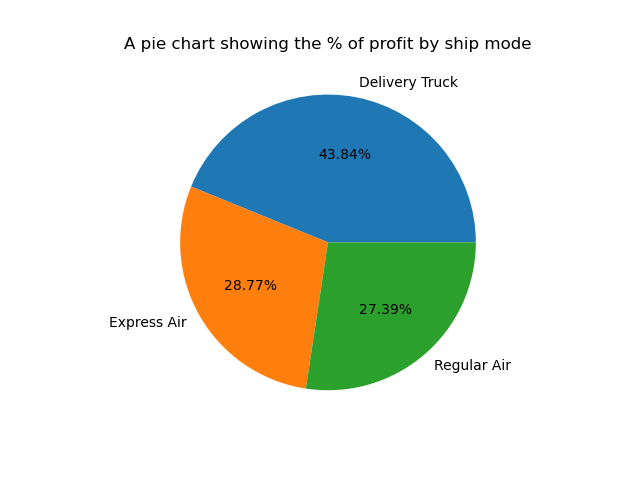 A pie chart showing the % of profit by ship mode
Delivery Truck
43.84%
28.77%
27.39%
Express Air
Regular Air